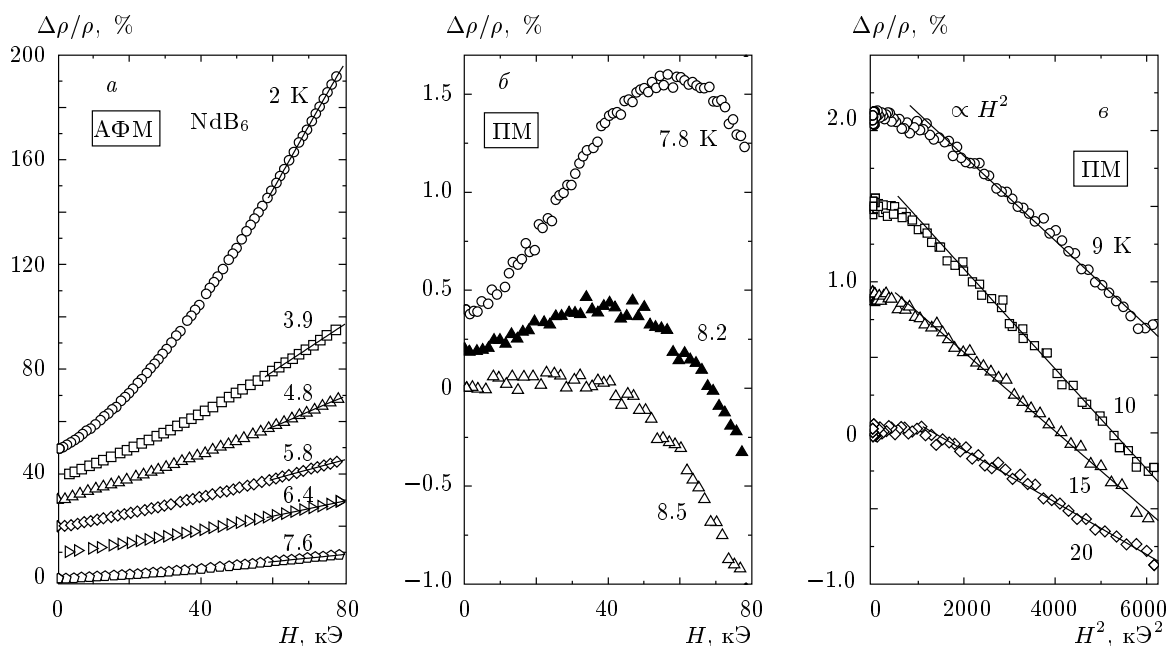 Δρ/ρ, %
200
160
120
80
40
0
0
40
80
H, кЭ
а
АФМ
NdB6
2 K
3.9
4.8
5.8
6.4
7.6
Δρ/ρ, %
1.5
1.0
0.5
0
−0.5
−1.0
0
40
80
H, кЭ
б
ПМ
7.8 K
8.2
8.5
Δρ/ρ, %
2.0
1.0
0
−1.0
0
2000
4000
6000
H², кЭ²
∝ H²
в
ПМ
9 K
10
15
20